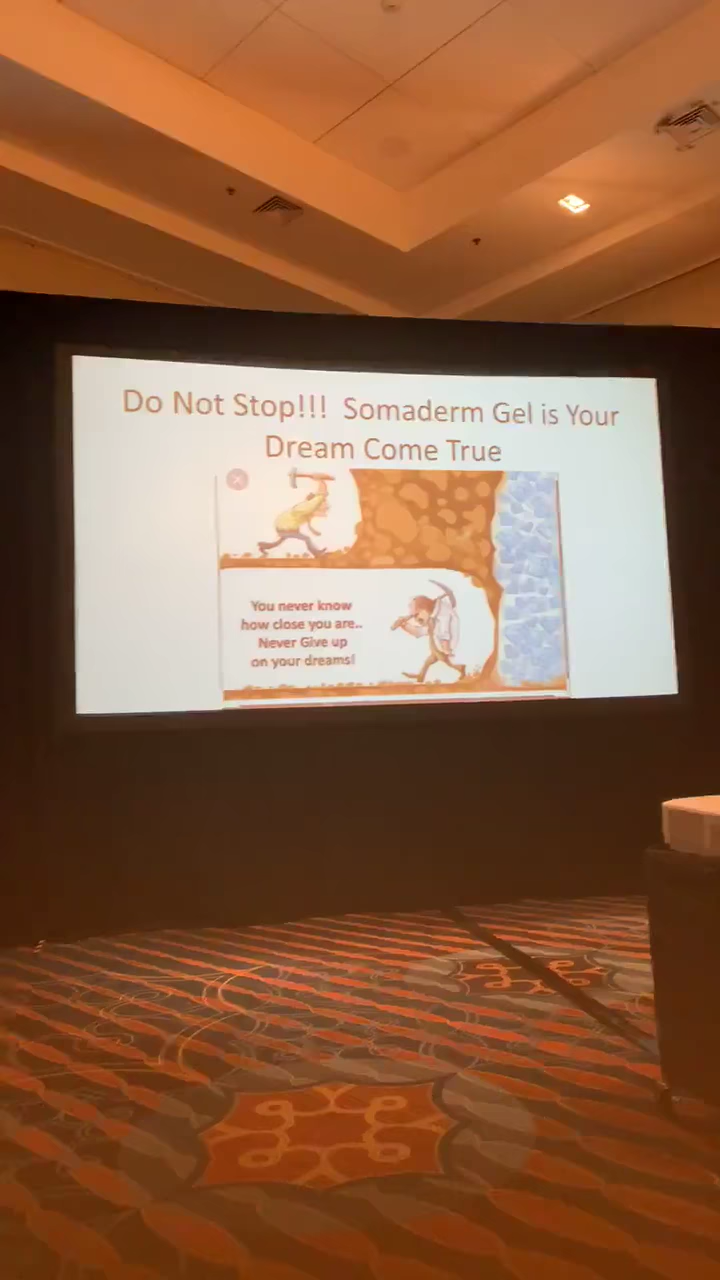 Do Not Stop!!! Somaderm Gel is Your
Dream Come True
You never know
how close you are..
Never Give up
on your dreams!